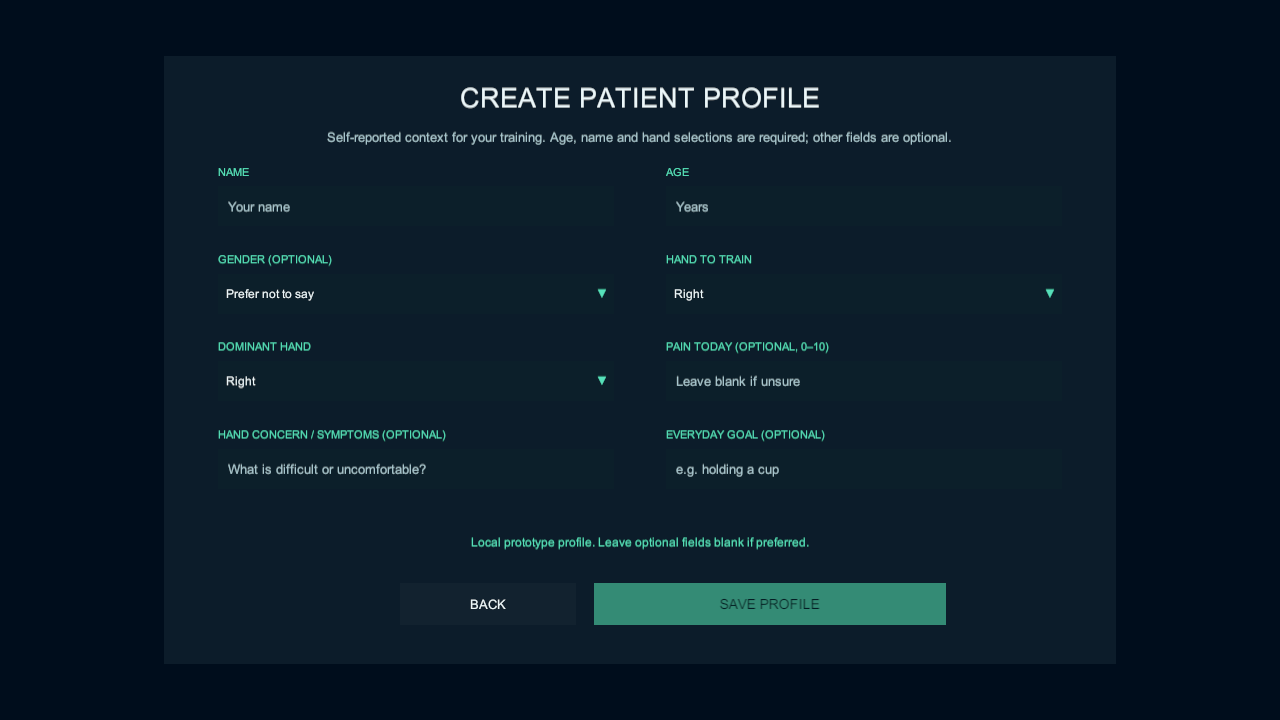 CREATE PATIENT PROFILE
Self-reported context for your training. Age, name and hand selections are required; other fields are optional.
NAME
AGE
Your name
Years
GENDER (OPTIONAL)
HAND TO TRAIN
Prefer not to say
Right
DOMINANT HAND
PAIN TODAY (OPTIONAL, 0–10)
Right
Leave blank if unsure
HAND CONCERN / SYMPTOMS (OPTIONAL)
EVERYDAY GOAL (OPTIONAL)
What is difficult or uncomfortable?
e.g. holding a cup
Local prototype profile. Leave optional fields blank if preferred.
BACK
SAVE PROFILE